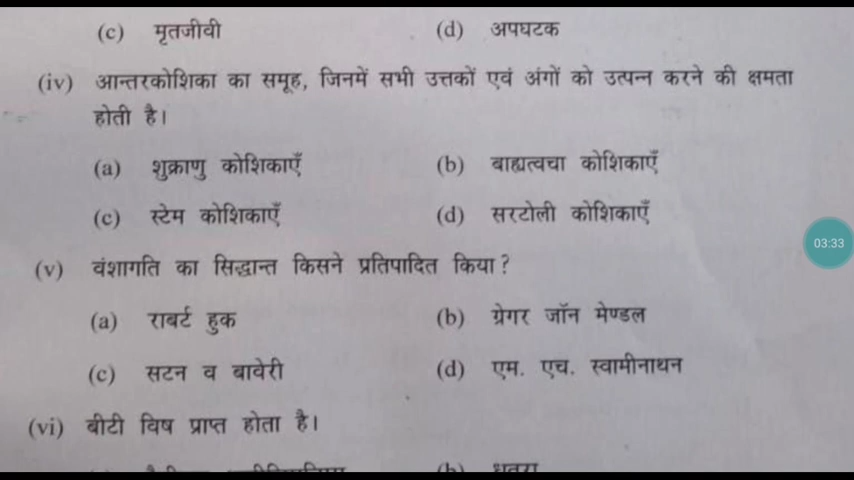 (c) मृतजीवी (d) अपघटक
(iv) आन्तरकोशिका का समूह, जिनमें सभी उत्तकों एवं अंगों को उत्पन्न करने की क्षमता
होती है।
(a) शुक्राणु कोशिकाएँ (b) बाह्यत्वचा कोशिकाएँ
(c) स्टेम कोशिकाएँ (d) सरटोली कोशिकाएँ
03:33
(v) वंशागति का सिद्धान्त किसने प्रतिपादित किया?
(a) राबर्ट हुक (b) ग्रेगर जॉन मेण्डल
(c) सटन व बावेरी (d) एम. एच. स्वामीनाथन
(vi) बीटी विष प्राप्त होता है।
(b) धतूरा